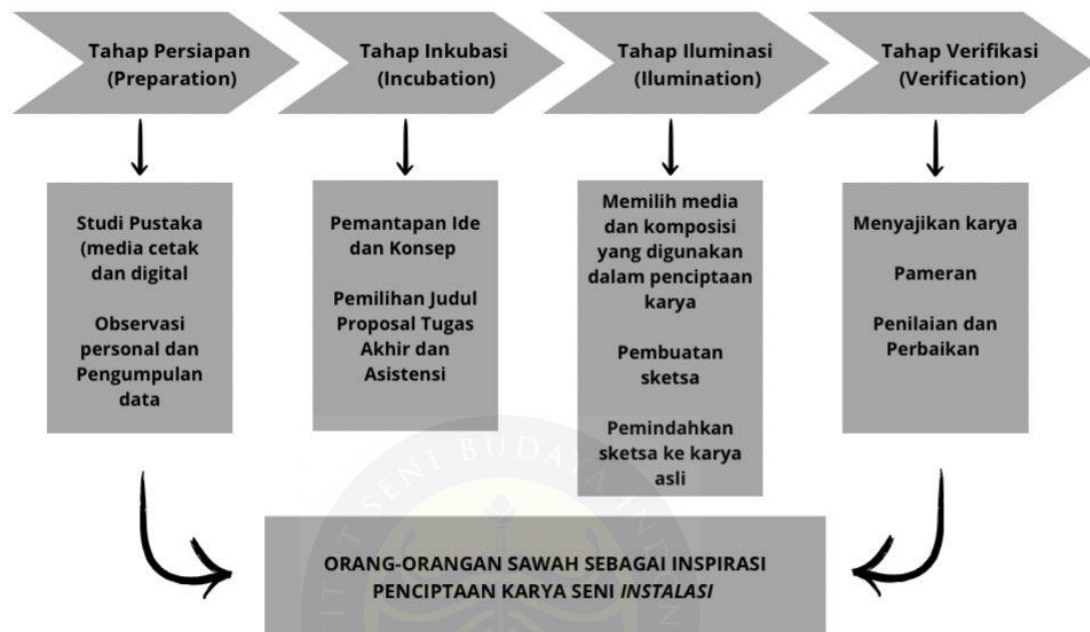 Tahap Persiapan
(Preparation)
Tahap Inkubasi
(Incubation)
Tahap Iluminasi
(Ilumination)
Tahap Verifikasi
(Verification)
Studi Pustaka
(media cetak
dan digital
Observasi
personal dan
Pengumpulan
data
Pemantapan Ide
dan Konsep
Pemilihan Judul
Proposal Tugas
Akhir dan
Asistensi
Memilih media
dan komposisi
yang digunakan
dalam penciptaan
karya
Pembuatan
sketsa
Pemindahkan
sketsa ke karya
asli
Menyajikan karya
Pameran
Penilaian dan
Perbaikan
ORANG-ORANGAN SAWAH SEBAGAI INSPIRASI
PENCIPTAAN KARYA SENI INSTALASI
SENI BUDAYA